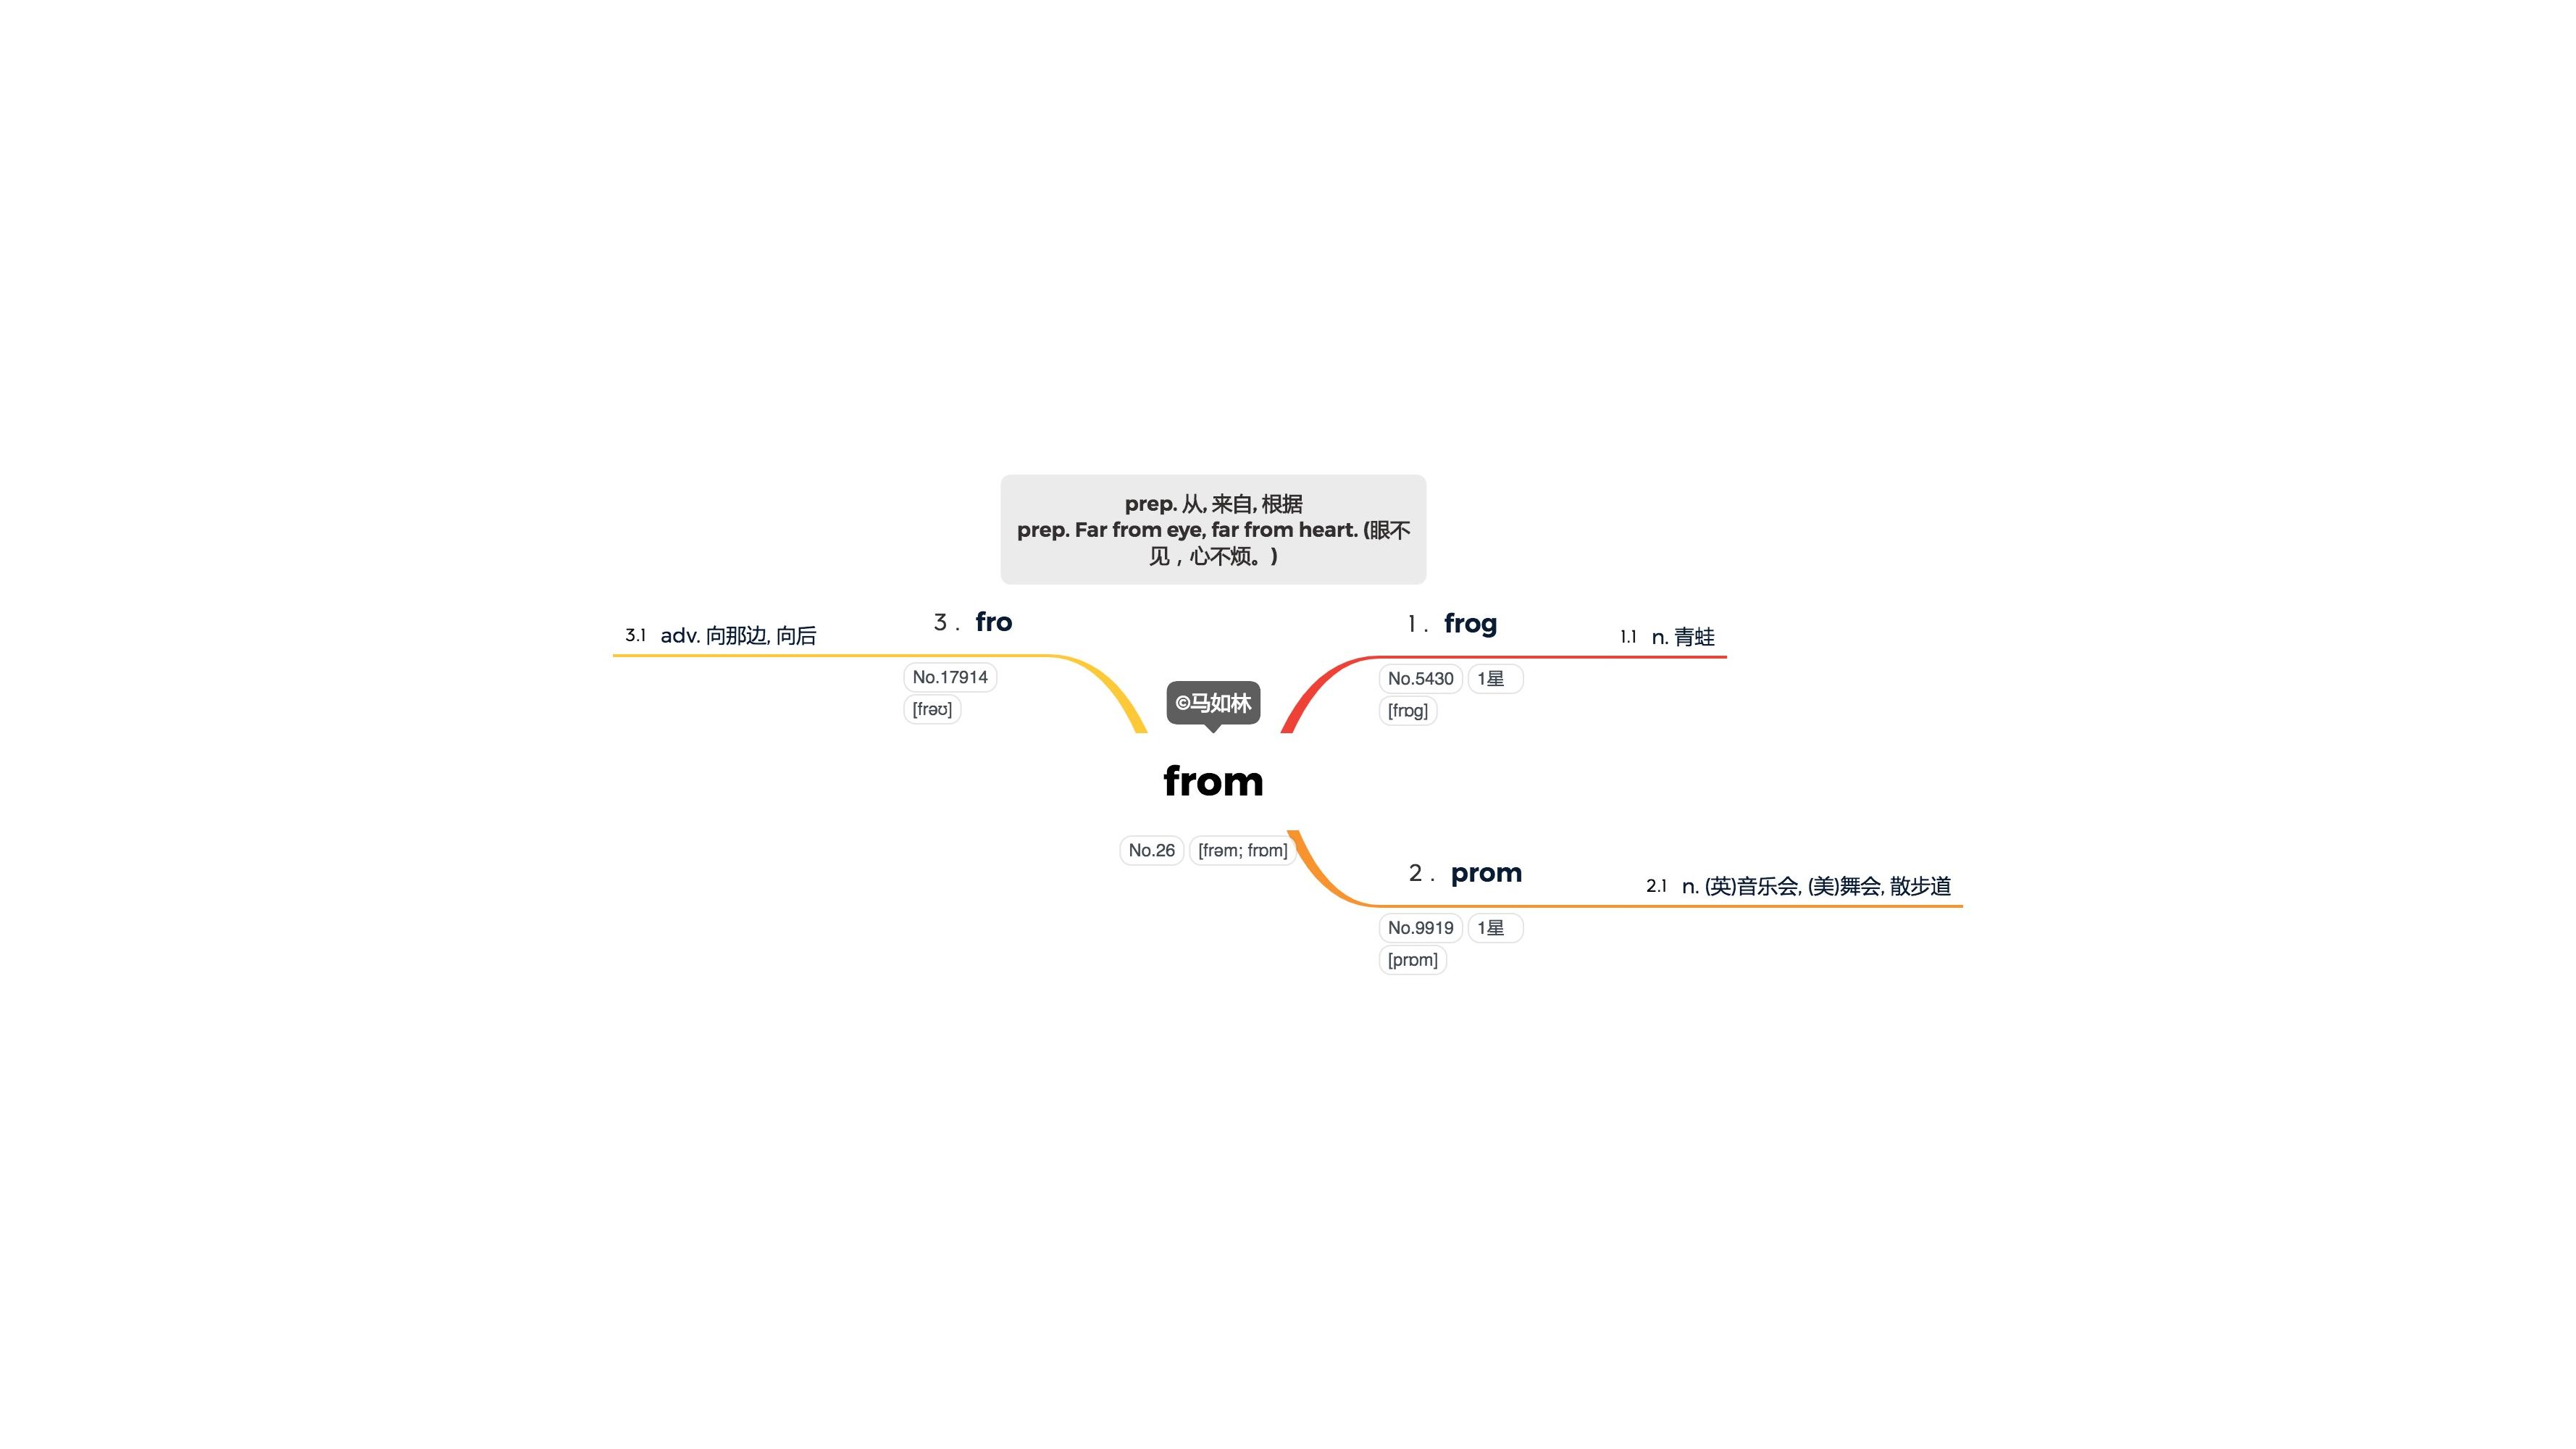 prep. 从, 来自, 根据
prep. Far from eye, far from heart. (眼不
见，心不烦。)
3 . fro
3.1 adv. 向那边, 向后
No.17914
[frəʊ]
1 . frog
1.1 n. 青蛙
No.5430 1星
[frɒg]
©马如林
from
No.26 [frəm; frɒm]
2 . prom
2.1 n. (英)音乐会, (美)舞会, 散步道
No.9919 1星
[prɒm]